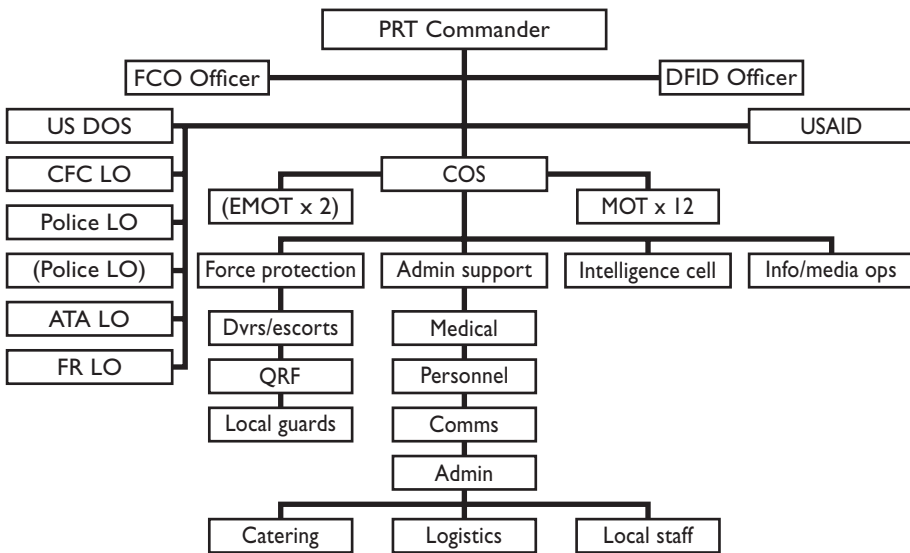 PRT Commander
FCO Officer
DFID Officer
US DOS
USAID
CFC LO
COS
(EMOT x 2)
MOT x 12
Police LO
(Police LO)
Force protection
Admin support
Intelligence cell
Info/media ops
ATA LO
Dvrs/escorts
Medical
FR LO
QRF
Personnel
Local guards
Comms
Admin
Catering
Logistics
Local staff